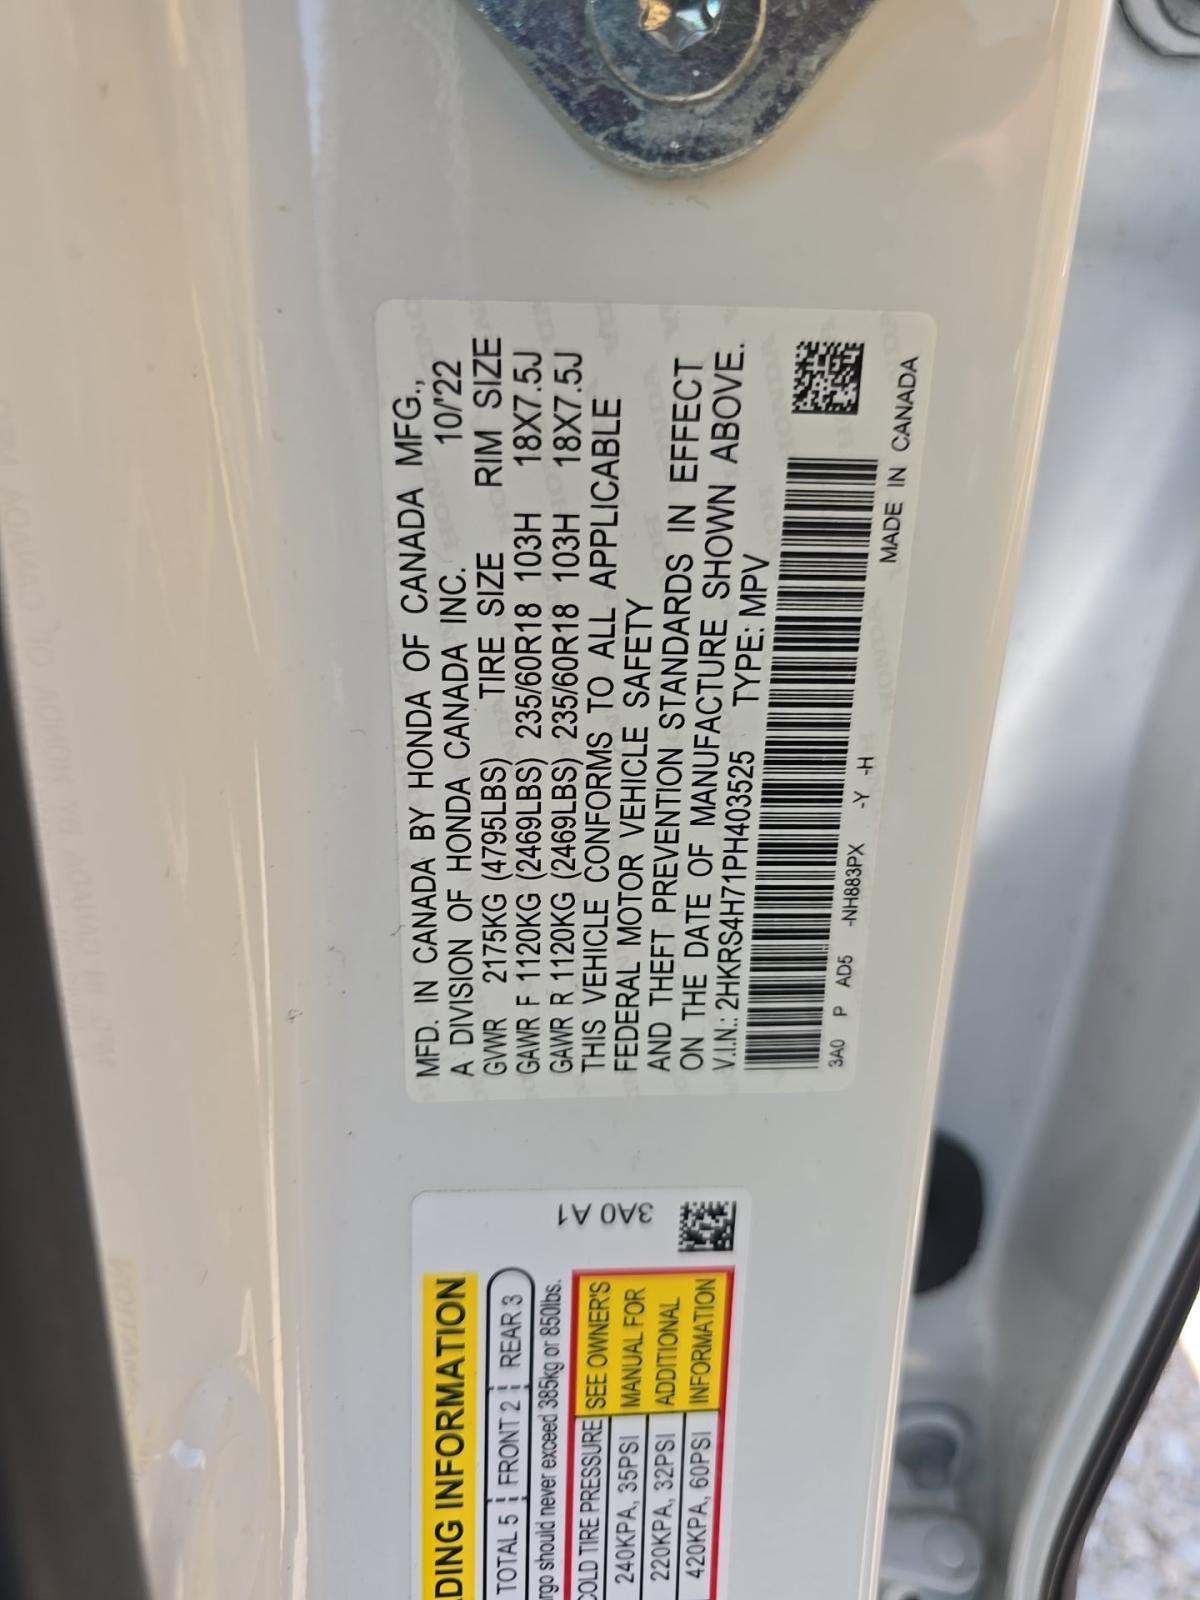 MFD. IN CANADA BY HONDA OF CANADA MFG.,
A DIVISION OF HONDA CANADA INC. 10/'22
GVWR 2175KG (4795LBS) TIRE SIZE RIM SIZE
GAWR F 1120KG (2469LBS) 235/60R18 103H 18X7.5J
GAWR R 1120KG (2469LBS) 235/60R18 103H 18X7.5J
THIS VEHICLE CONFORMS TO ALL APPLICABLE
FEDERAL MOTOR VEHICLE SAFETY
AND THEFT PREVENTION STANDARDS IN EFFECT
ON THE DATE OF MANUFACTURE SHOWN ABOVE.
V.I.N.: 2HKRS4H71PH403525 TYPE: MPV
3A0 P AD5 -NH883PX -Y -H
MADE IN CANADA
3A0 A1
INFORMATION
TOTAL 5 FRONT 2 REAR 3
should never exceed 385kg or 850lbs.
COLD TIRE PRESSURE SEE OWNER'S
240KPA, 35PSI MANUAL FOR
220KPA, 32PSI ADDITIONAL
420KPA, 60PSI INFORMATION